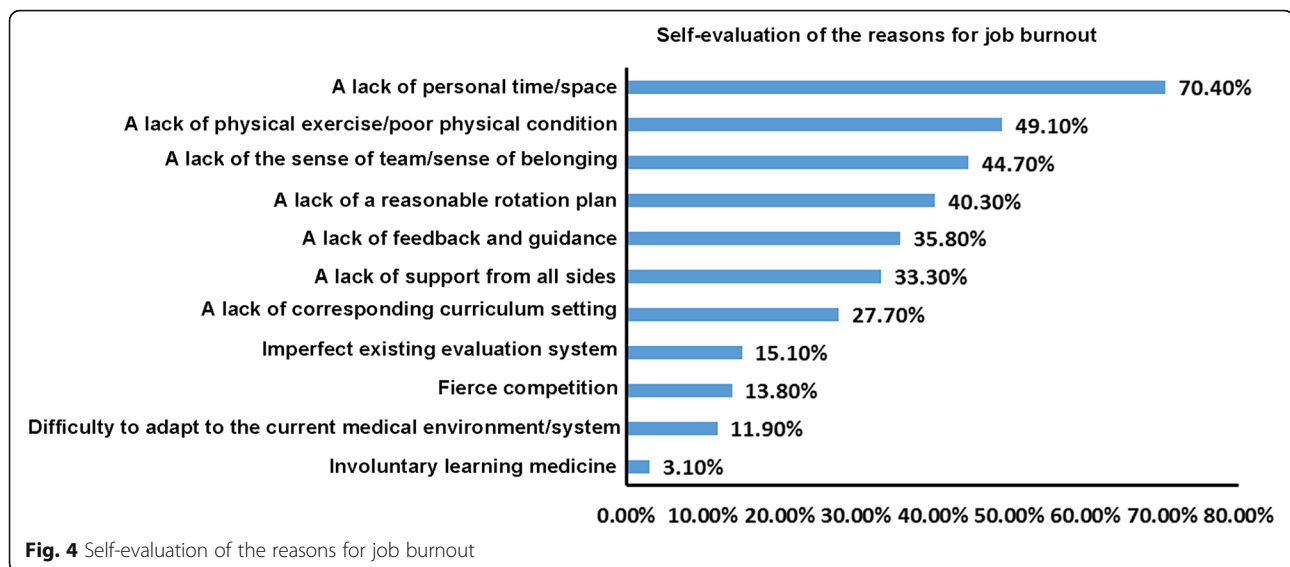 Self-evaluation of the reasons for job burnout
A lack of personal time/space 70.40%
A lack of physical exercise/poor physical condition 49.10%
A lack of the sense of team/sense of belonging 44.70%
A lack of a reasonable rotation plan 40.30%
A lack of feedback and guidance 35.80%
A lack of support from all sides 33.30%
A lack of corresponding curriculum setting 27.70%
Imperfect existing evaluation system 15.10%
Fierce competition 13.80%
Difficulty to adapt to the current medical environment/system 11.90%
Involuntary learning medicine 3.10%
0.00% 10.00% 20.00% 30.00% 40.00% 50.00% 60.00% 70.00% 80.00%
Fig. 4 Self-evaluation of the reasons for job burnout